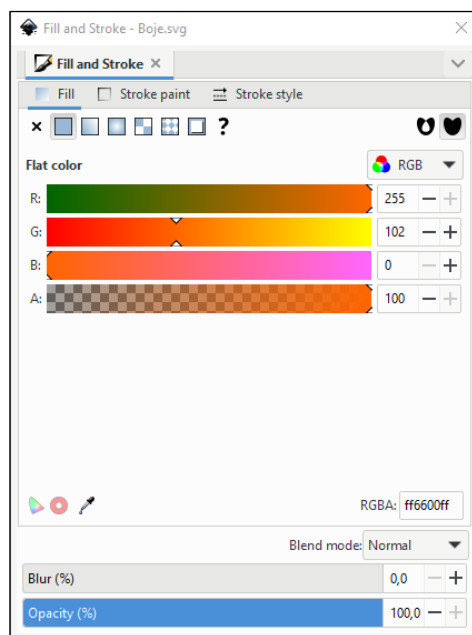 Fill and Stroke - Boje.svg
Fill and Stroke
Fill Stroke paint Stroke style
?
Flat color RGB
R: 255
G: 102
B: 0
A: 100
RGBA: ff6600ff
Blend mode: Normal
Blur (%) 0,0
Opacity (%) 100,0